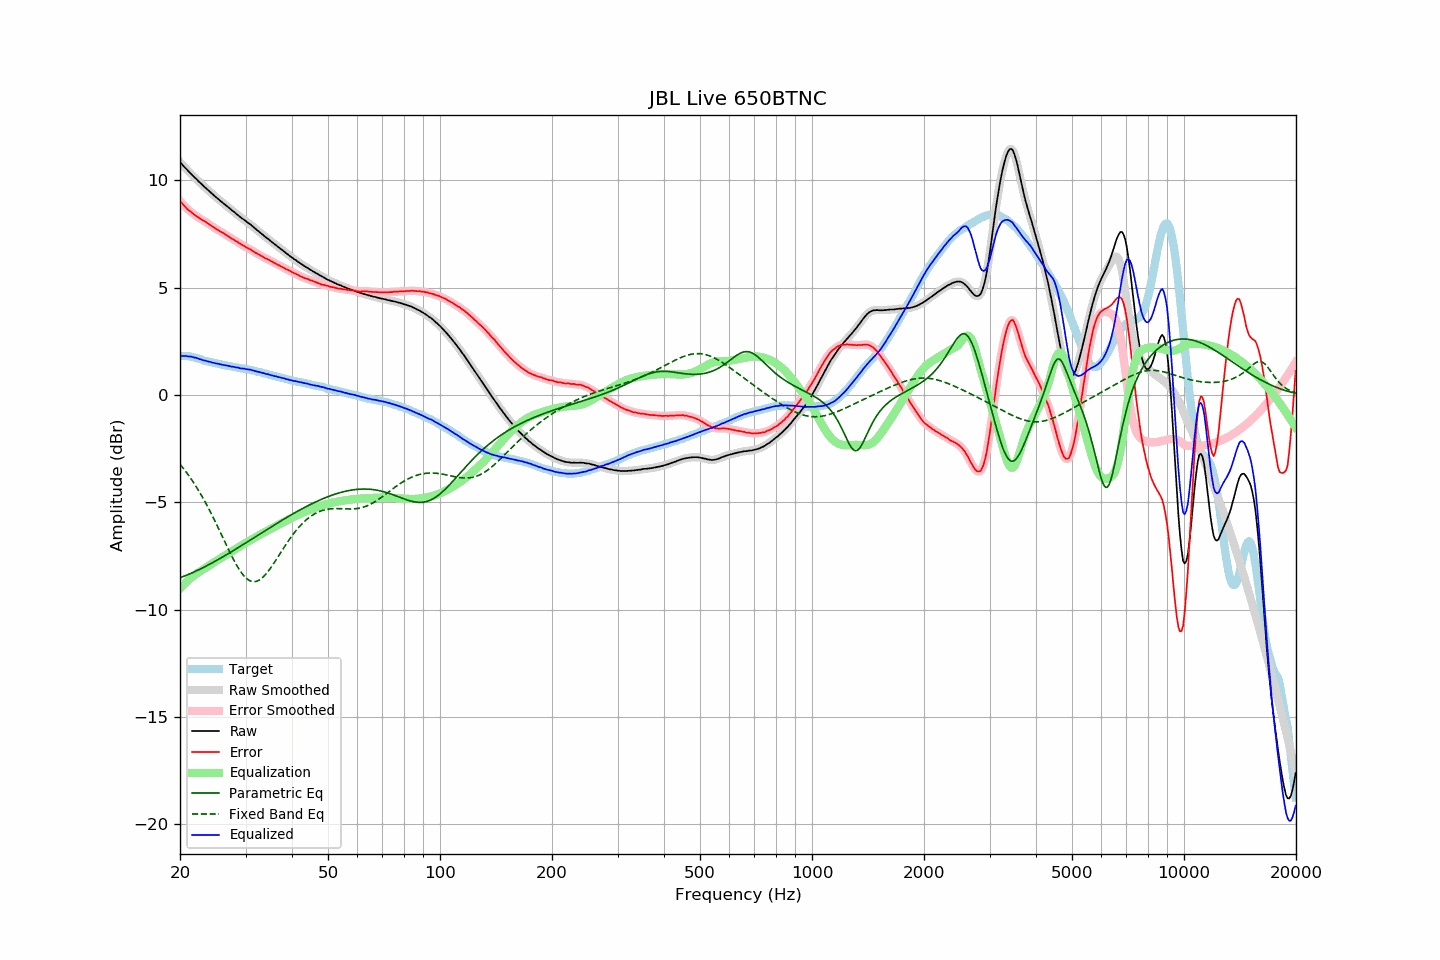 JBL Live 650BTNC
Amplitude (dBr)
10
5
0
−5
−10
−15
−20
Target
Raw Smoothed
Error Smoothed
Raw
Error
Equalization
Parametric Eq
Fixed Band Eq
Equalized
20 50 100 200 500 1000 2000 5000 10000 20000
Frequency (Hz)